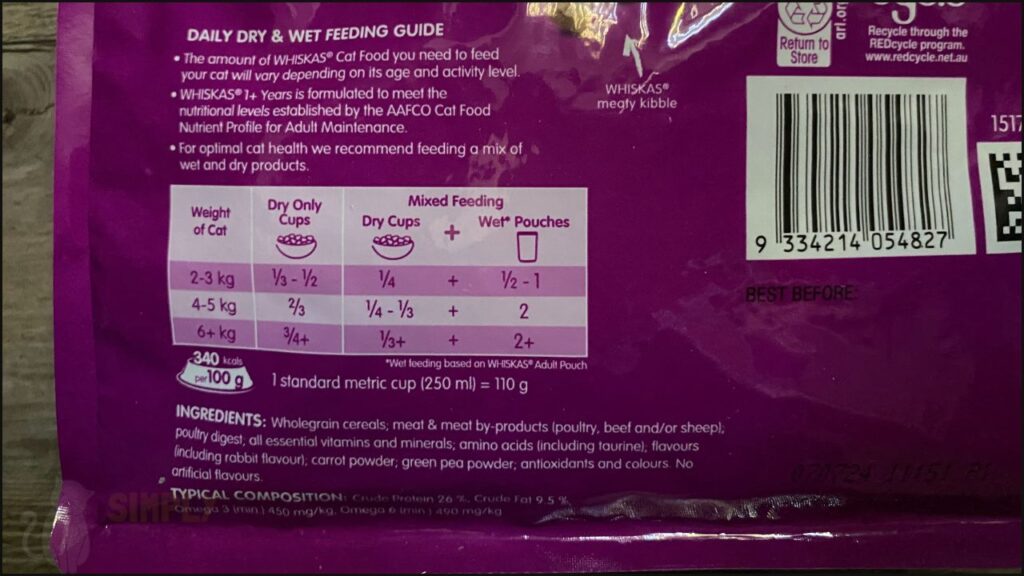 DAILY DRY & WET FEEDING GUIDE
• The amount of WHISKAS® Cat Food you need to feed
your cat will vary depending on its age and activity level.
• WHISKAS® 1+ Years is formulated to meet the
nutritional levels established by the AAFCO Cat Food
Nutrient Profile for Adult Maintenance.
• For optimal cat health we recommend feeding a mix of
wet and dry products.
WHISKAS®
meaty kibble
Return to
Store
Recycle through the
REDcycle program.
www.redcycle.net.au
1517
9 334214 054827
BEST BEFORE:
Weight
of Cat
Dry Only
Cups
Mixed Feeding
Dry Cups + Wet* Pouches
2-3 kg ⅓ - ½ ¼ + ½ - 1
4-5 kg ⅔ ¼ - ⅓ + 2
6+ kg ¾+ ⅓+ + 2+
*Wet feeding based on WHISKAS® Adult Pouch
340 kcals
per 100 g
1 standard metric cup (250 ml) = 110 g
INGREDIENTS: Wholegrain cereals; meat & meat by-products (poultry, beef and/or sheep);
poultry digest, all essential vitamins and minerals; amino acids (including taurine); flavours
(including rabbit flavour); carrot powder; green pea powder; antioxidants and colours. No
artificial flavours.
TYPICAL COMPOSITION: Crude Protein 26 %, Crude Fat 9.5 %,
Omega 3 (min.) 450 mg/kg, Omega 6 (min.)
SIMPLY